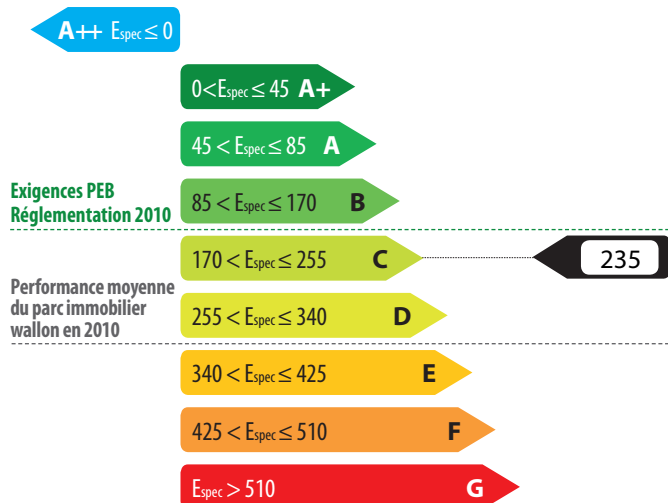 A++ Espec ≤ 0
0<Espec ≤ 45 A+
45 < Espec ≤ 85 A
Exigences PEB
Réglementation 2010
85 < Espec ≤ 170 B
170 < Espec ≤ 255 C
235
Performance moyenne
du parc immobilier
wallon en 2010
255 < Espec ≤ 340 D
340 < Espec ≤ 425 E
425 < Espec ≤ 510 F
Espec > 510 G